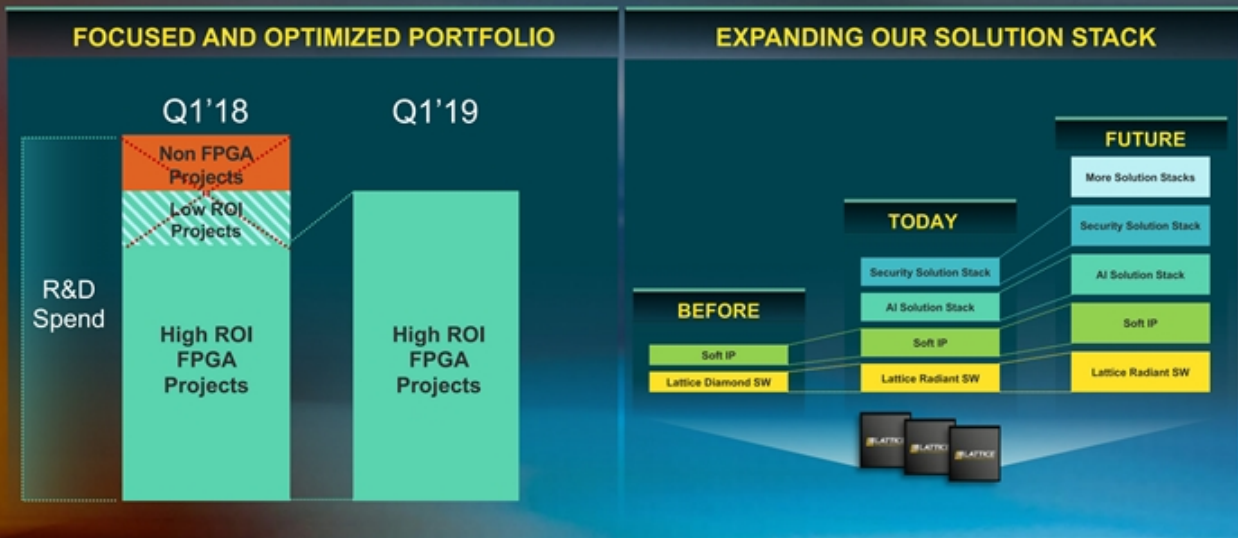 FOCUSED AND OPTIMIZED PORTFOLIO
Q1'18
Q1'19
R&D
Spend
Non FPGA
Projects
Low ROI
Projects
High ROI
FPGA
Projects
High ROI
FPGA
Projects
EXPANDING OUR SOLUTION STACK
BEFORE
Soft IP
Lattice Diamond SW
TODAY
Security Solution Stack
AI Solution Stack
Soft IP
Lattice Radiant SW
FUTURE
More Solution Stacks
Security Solution Stack
AI Solution Stack
Soft IP
Lattice Radiant SW
LATTICE
LATTICE
LATTICE